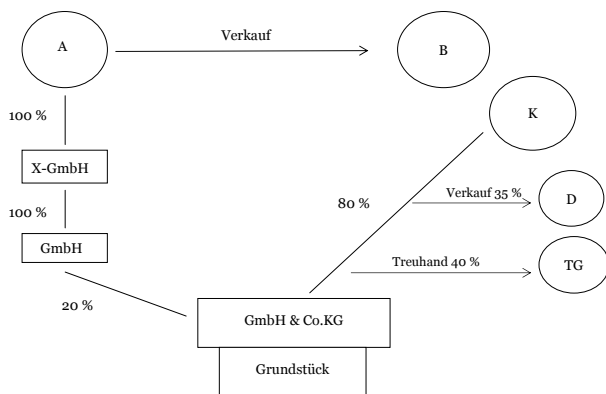 A
Verkauf
B
100 %
K
X-GmbH
Verkauf 35 %
D
100 %
80 %
GmbH
Treuhand 40 %
TG
20 %
GmbH & Co.KG
Grundstück